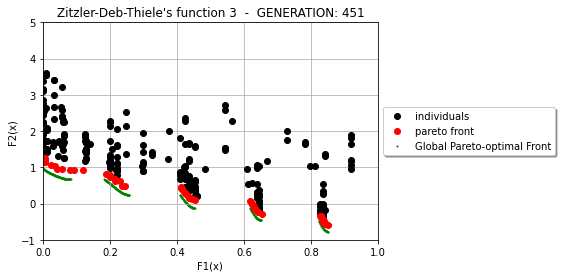 Zitzler-Deb-Thiele's function 3 - GENERATION: 451
5
4
3
2
1
0
−1
F2(x)
0.0 0.2 0.4 0.6 0.8 1.0
F1(x)
individuals
pareto front
Global Pareto-optimal Front